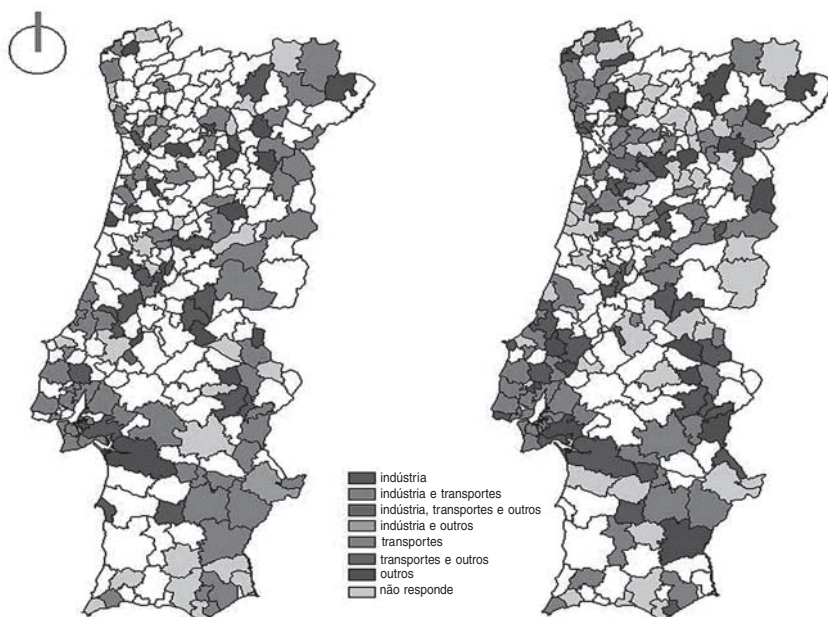 indústria
indústria e transportes
indústria, transportes e outros
indústria e outros
transportes
transportes e outros
outros
não responde